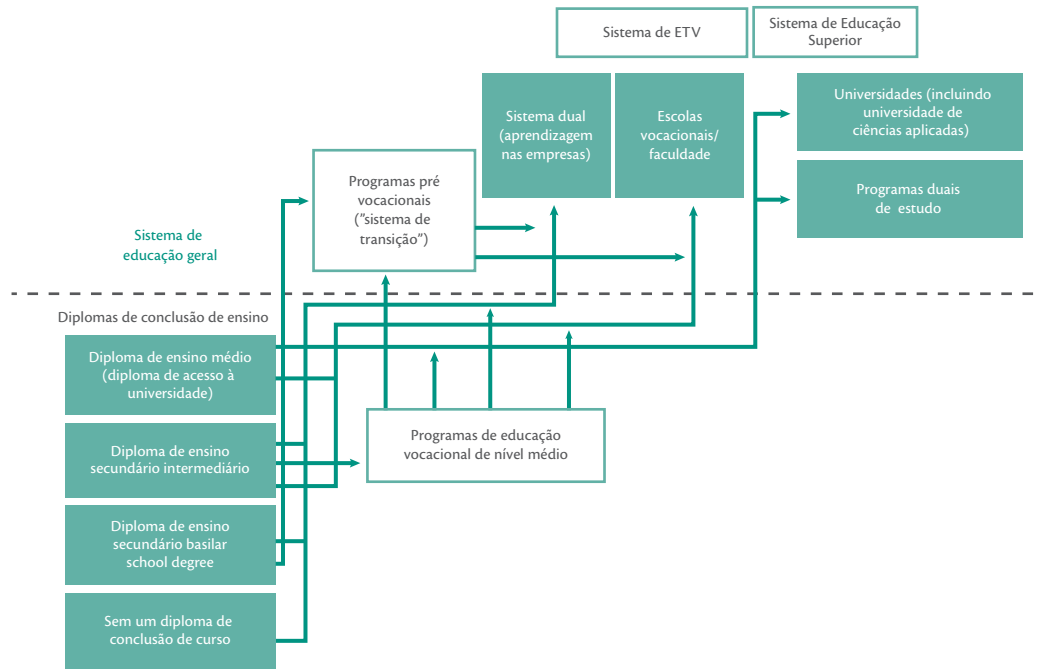 Sistema de ETV
Sistema de Educação
Superior
Sistema dual
(aprendizagem
nas empresas)
Escolas
vocacionais/
faculdade
Universidades (incluindo
universidade de
ciências aplicadas)
Programas pré
vocacionais
("sistema de
transição")
Programas duais
de estudo
Sistema de
educação geral
Diplomas de conclusão de ensino
Diploma de ensino médio
(diploma de acesso à
universidade)
Diploma de ensino
secundário intermediário
Programas de educação
vocacional de nível médio
Diploma de ensino
secundário basilar
school degree
Sem um diploma de
conclusão de curso